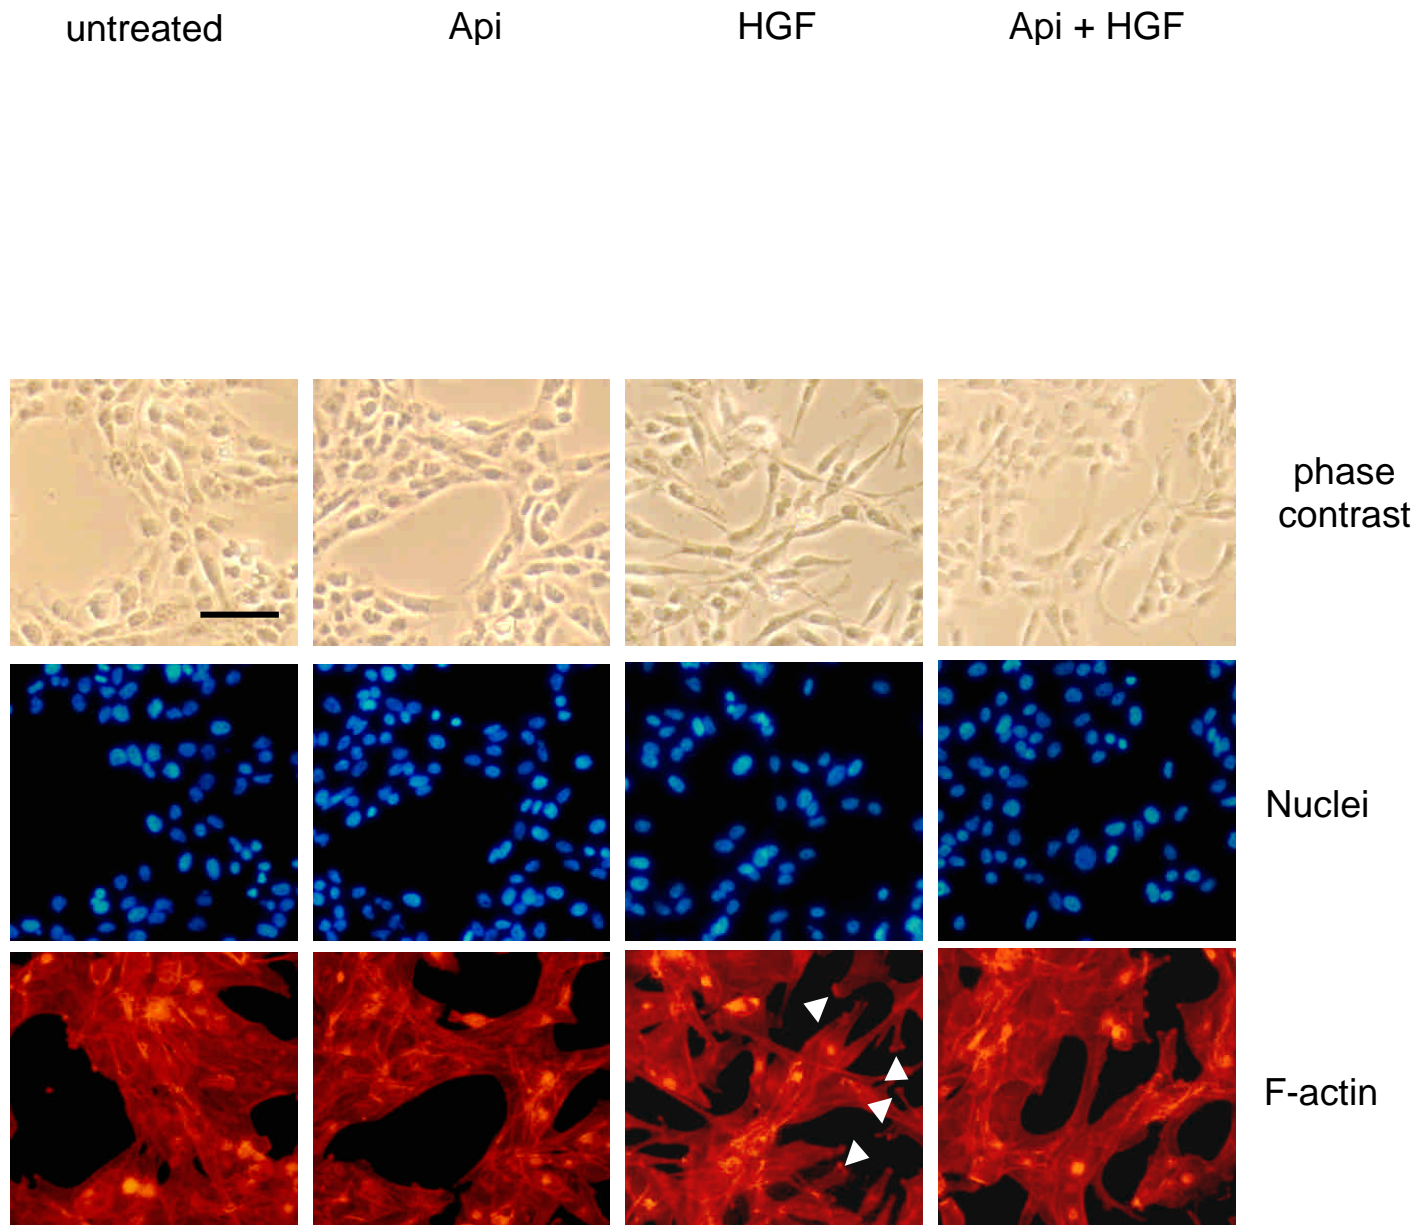 untreated
Api
HGF
Api + HGF
phase
contrast
Nuclei
F-actin